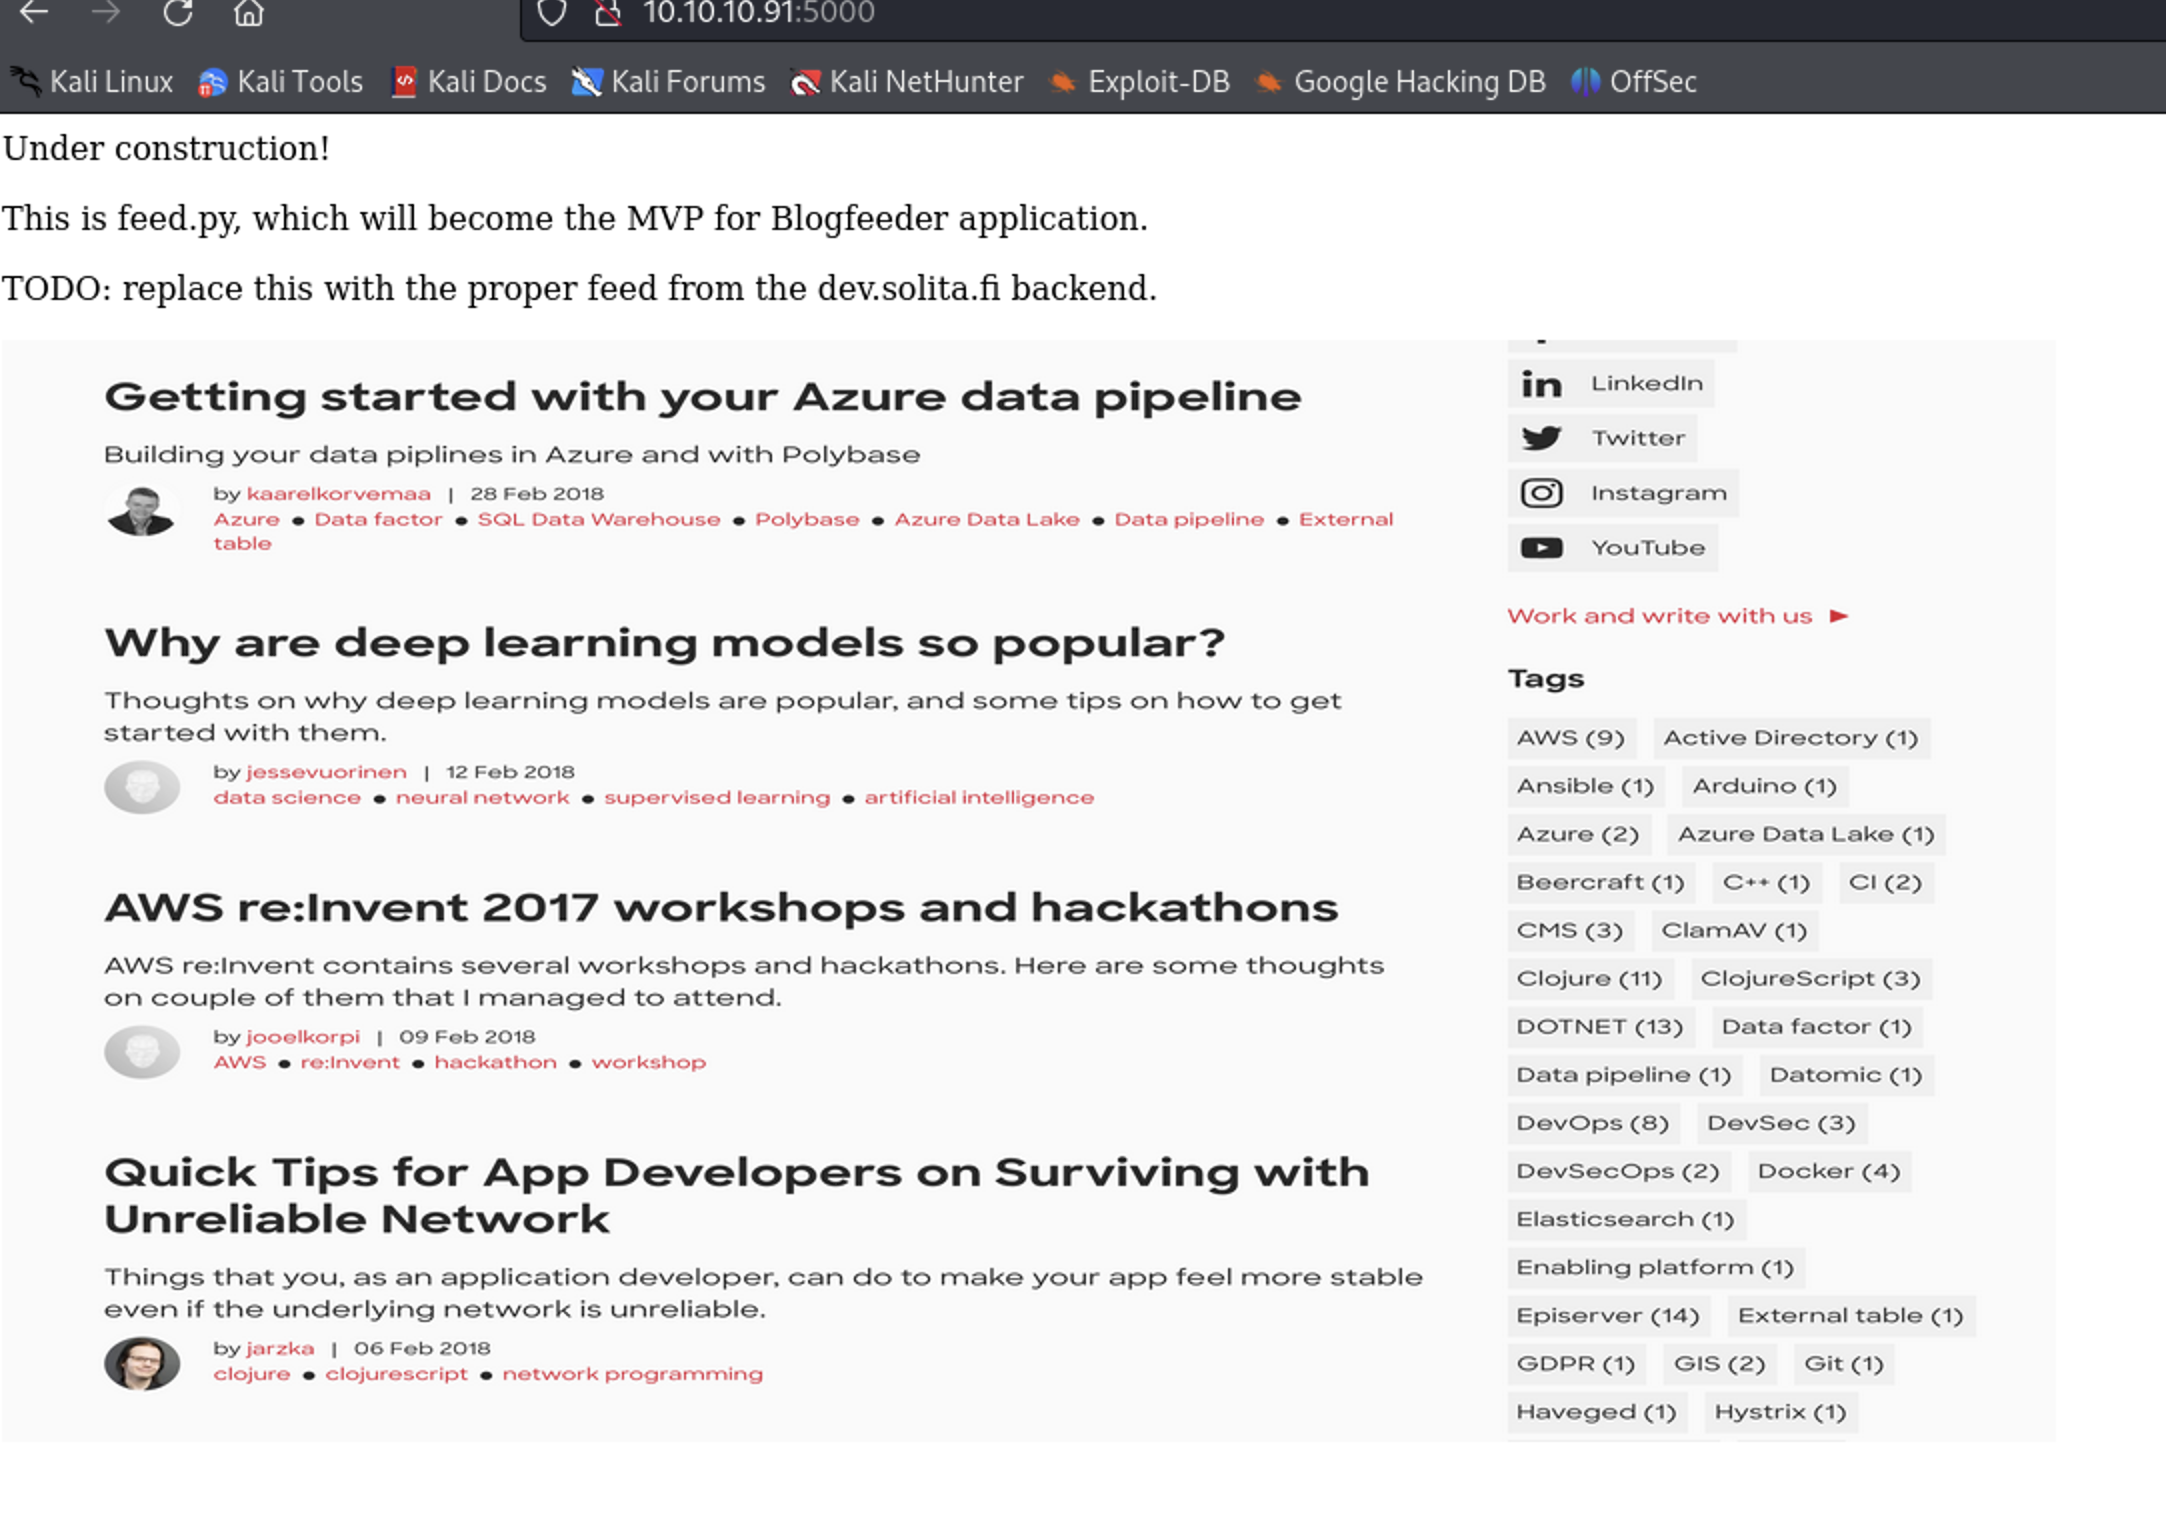 10.10.10.91:5000
Kali Linux Kali Tools Kali Docs Kali Forums Kali NetHunter Exploit-DB Google Hacking DB OffSec
Under construction!
This is feed.py, which will become the MVP for Blogfeeder application.
TODO: replace this with the proper feed from the dev.solita.fi backend.
Getting started with your Azure data pipeline
Building your data piplines in Azure and with Polybase
by kaarelkorvemaa | 28 Feb 2018
Azure ● Data factor ● SQL Data Warehouse ● Polybase ● Azure Data Lake ● Data pipeline ● External
table
Why are deep learning models so popular?
Thoughts on why deep learning models are popular, and some tips on how to get
started with them.
by jessevuorinen | 12 Feb 2018
data science ● neural network ● supervised learning ● artificial intelligence
AWS re:Invent 2017 workshops and hackathons
AWS re:Invent contains several workshops and hackathons. Here are some thoughts
on couple of them that I managed to attend.
by jooelkorpi | 09 Feb 2018
AWS ● re:Invent ● hackathon ● workshop
Quick Tips for App Developers on Surviving with
Unreliable Network
Things that you, as an application developer, can do to make your app feel more stable
even if the underlying network is unreliable.
by jarzka | 06 Feb 2018
clojure ● clojurescript ● network programming
LinkedIn
Twitter
Instagram
YouTube
Work and write with us ►
Tags
AWS (9) Active Directory (1)
Ansible (1) Arduino (1)
Azure (2) Azure Data Lake (1)
Beercraft (1) C++ (1) CI (2)
CMS (3) ClamAV (1)
Clojure (11) ClojureScript (3)
DOTNET (13) Data factor (1)
Data pipeline (1) Datomic (1)
DevOps (8) DevSec (3)
DevSecOps (2) Docker (4)
Elasticsearch (1)
Enabling platform (1)
Episerver (14) External table (1)
GDPR (1) GIS (2) Git (1)
Haveged (1) Hystrix (1)